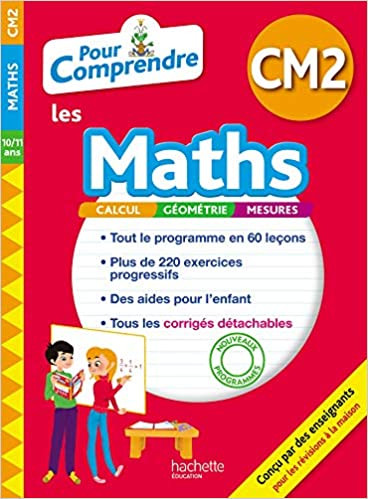 CM2
MATHS
10/11
ans
Pour
Comprendre
CM2
les
Maths
CALCUL GÉOMÉTRIE MESURES
• Tout le programme en 60 leçons
• Plus de 220 exercices
progressifs
• Des aides pour l'enfant
• Tous les corrigés détachables
NOUVEAUX
PROGRAMMES
Conçu par des enseignants
pour les révisions à la maison
hachette
ÉDUCATION